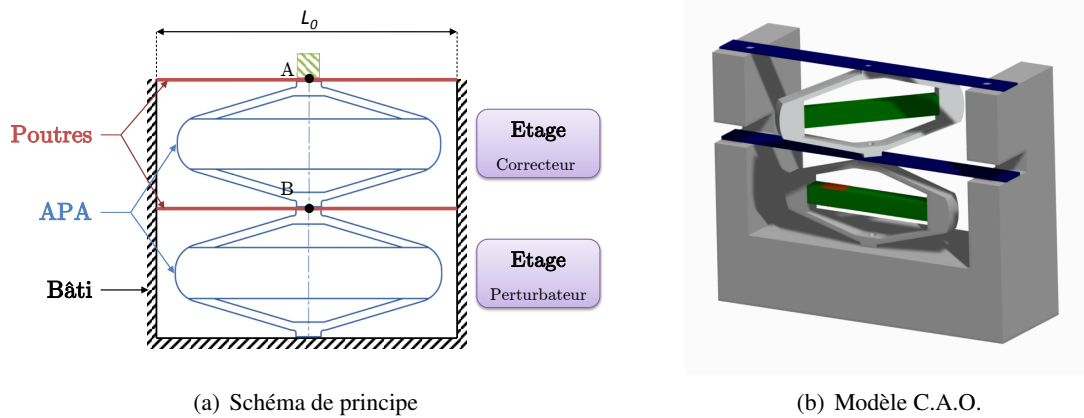 L0
A
Poutres
Etage
Correcteur
B
APA
Etage
Perturbateur
Bâti
(a) Schéma de principe
(b) Modèle C.A.O.